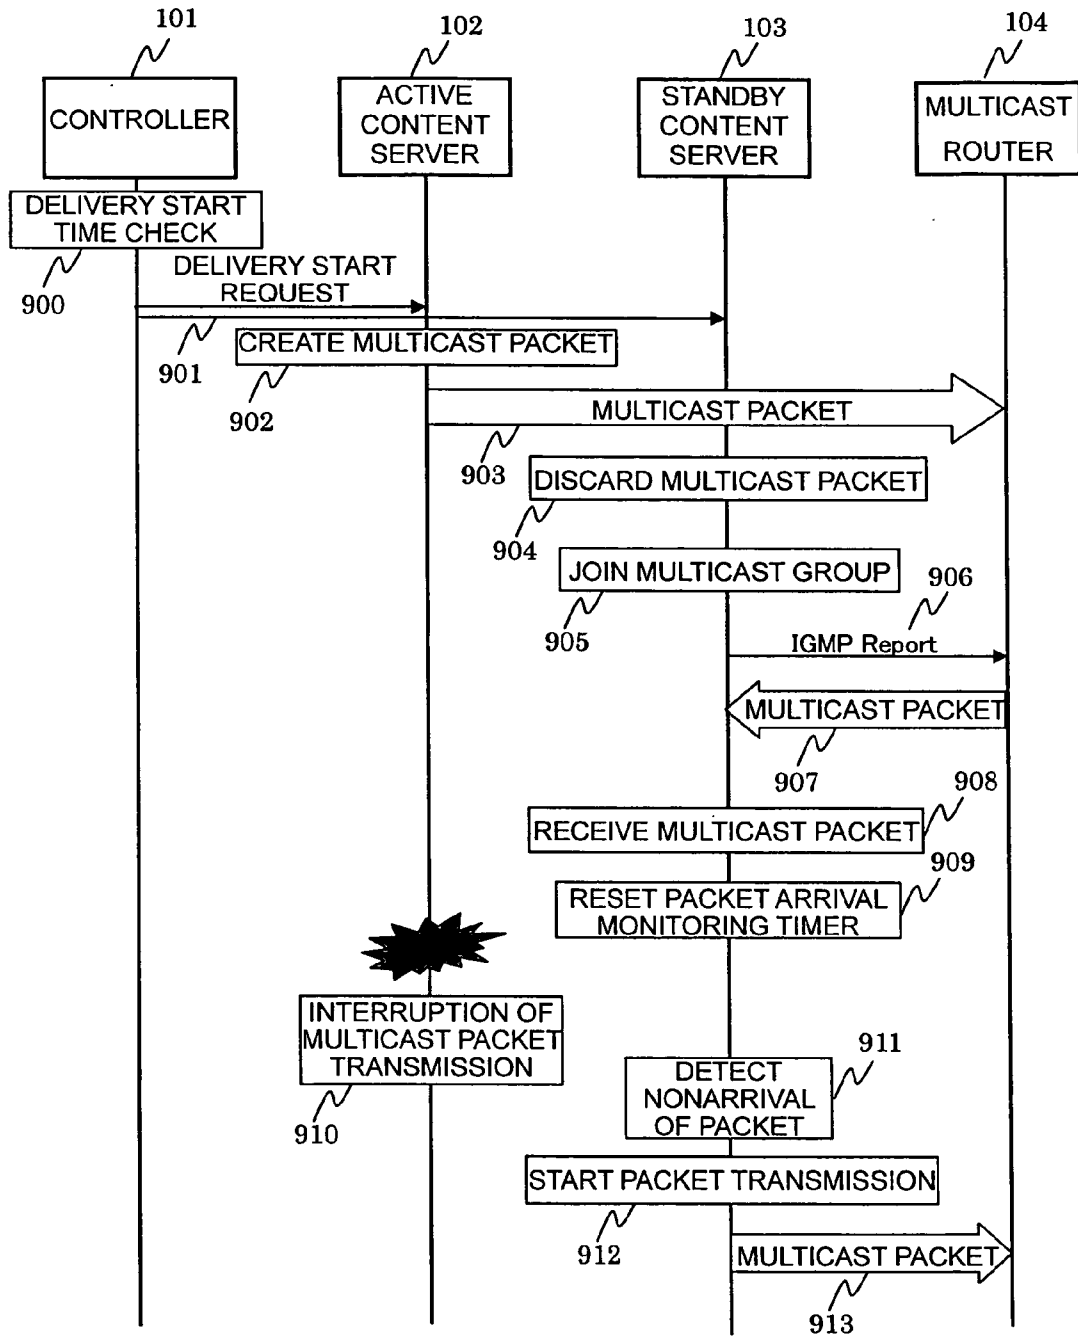 101
102
103
104
CONTROLLER
ACTIVE
CONTENT
SERVER
STANDBY
CONTENT
SERVER
MULTICAST
ROUTER
DELIVERY START
TIME CHECK
900
DELIVERY START
REQUEST
901
CREATE MULTICAST PACKET
902
MULTICAST PACKET
903
DISCARD MULTICAST PACKET
904
JOIN MULTICAST GROUP
905
906
IGMP Report
MULTICAST PACKET
907
RECEIVE MULTICAST PACKET
908
RESET PACKET ARRIVAL
MONITORING TIMER
909
INTERRUPTION OF
MULTICAST PACKET
TRANSMISSION
910
DETECT
NONARRIVAL
OF PACKET
911
START PACKET TRANSMISSION
912
MULTICAST PACKET
913